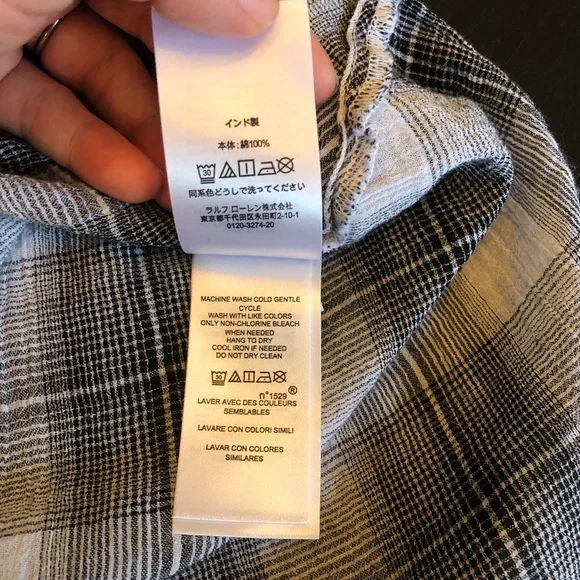 インド製
本体:綿100%
30
同系色どうしで洗ってください
ラルフ ローレン株式会社
東京都千代田区永田町2-10-1
0120-3274-20
MACHINE WASH COLD GENTLE
CYCLE
WASH WITH LIKE COLORS
ONLY NON-CHLORINE BLEACH
WHEN NEEDED
HANG TO DRY
COOL IRON IF NEEDED
DO NOT DRY CLEAN
30
n°1529 ®
LAVER AVEC DES COULEURS
SEMBLABLES
LAVARE CON COLORI SIMILI
LAVAR CON COLORES
SIMILARES